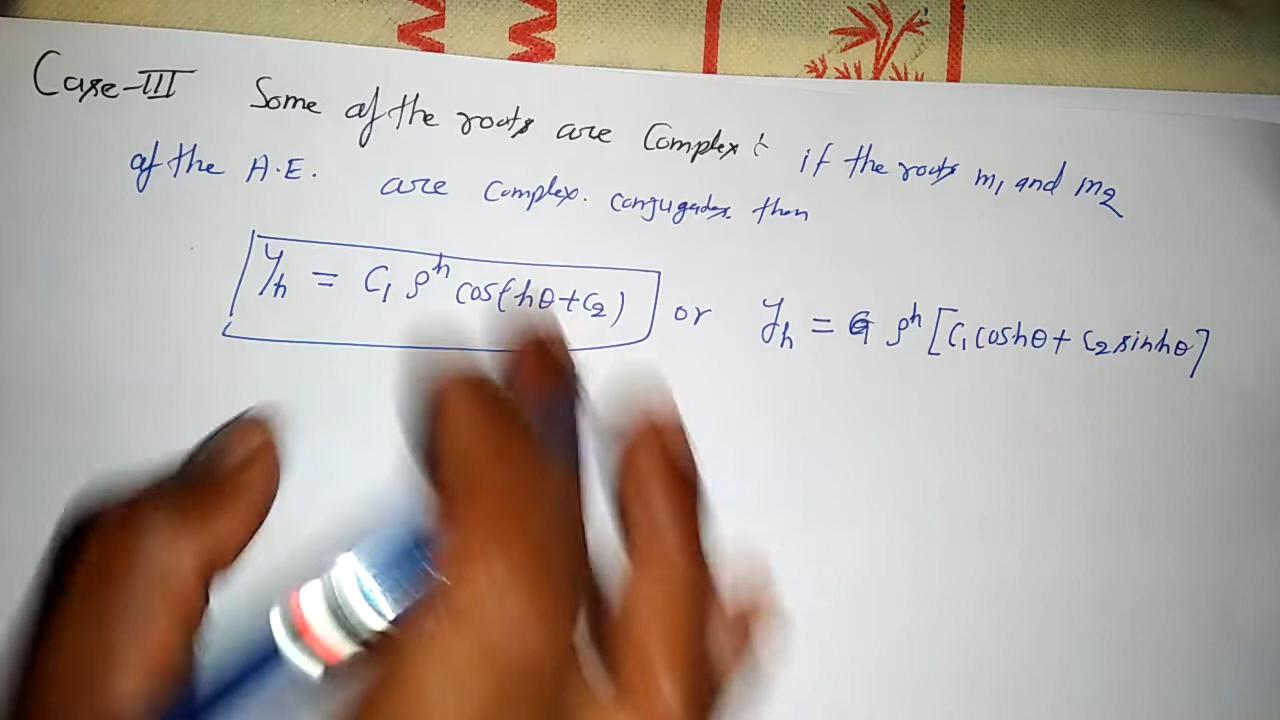 Case-III Some of the roots are Complex : if the roots m₁ and m₂
of the A.E. are complex. conjugades. then
yₕ = C₁ ρʰ cos(hθ+C₂) or yₕ = ρʰ [C₁ coshθ + C₂ sinhθ]